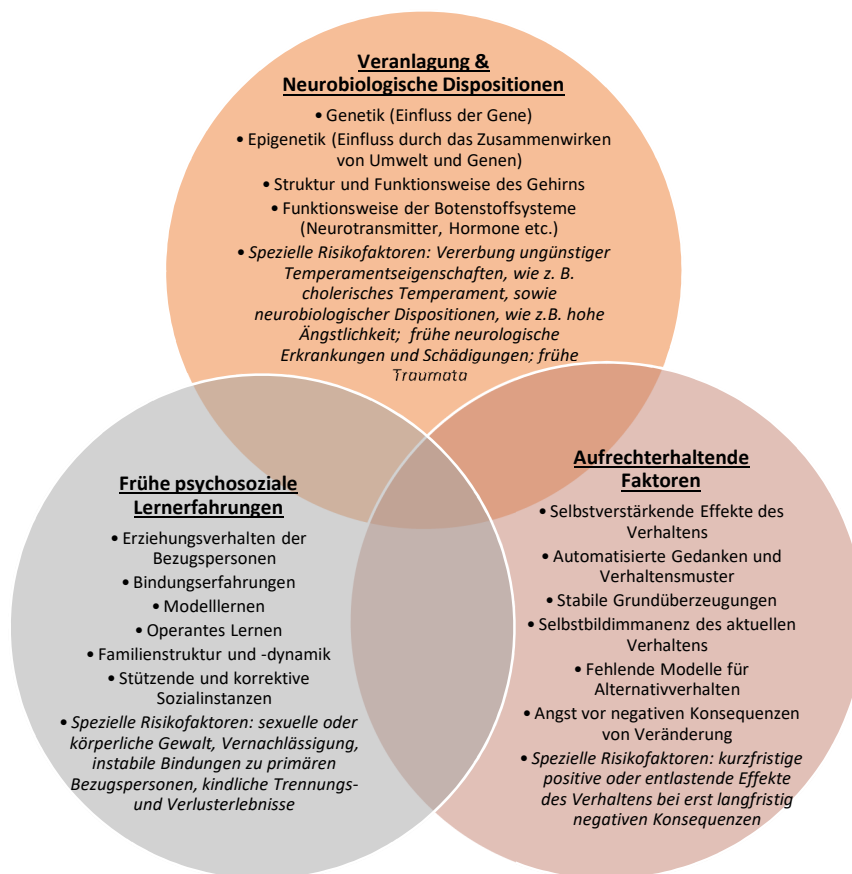 Veranlagung &
Neurobiologische Dispositionen
• Genetik (Einfluss der Gene)
• Epigenetik (Einfluss durch das Zusammenwirken
von Umwelt und Genen)
• Struktur und Funktionsweise des Gehirns
• Funktionsweise der Botenstoffsysteme
(Neurotransmitter, Hormone etc.)
• Spezielle Risikofaktoren: Vererbung ungünstiger
Temperamentseigenschaften, wie z. B.
cholerisches Temperament, sowie
neurobiologischer Dispositionen, wie z.B. hohe
Ängstlichkeit; frühe neurologische
Erkrankungen und Schädigungen; frühe
Traumata
Frühe psychosoziale
Lernerfahrungen
• Erziehungsverhalten der
Bezugspersonen
• Bindungserfahrungen
• Modelllernen
• Operantes Lernen
• Familienstruktur und -dynamik
• Stützende und korrektive
Sozialinstanzen
• Spezielle Risikofaktoren: sexuelle oder
körperliche Gewalt, Vernachlässigung,
instabile Bindungen zu primären
Bezugspersonen, kindliche Trennungs-
und Verlusterlebnisse
Aufrechterhaltende
Faktoren
• Selbstverstärkende Effekte des
Verhaltens
• Automatisierte Gedanken und
Verhaltensmuster
• Stabile Grundüberzeugungen
• Selbstbildimmanenz des aktuellen
Verhaltens
• Fehlende Modelle für
Alternativverhalten
• Angst vor negativen Konsequenzen
von Veränderung
• Spezielle Risikofaktoren: kurzfristige
positive oder entlastende Effekte
des Verhaltens bei erst langfristig
negativen Konsequenzen